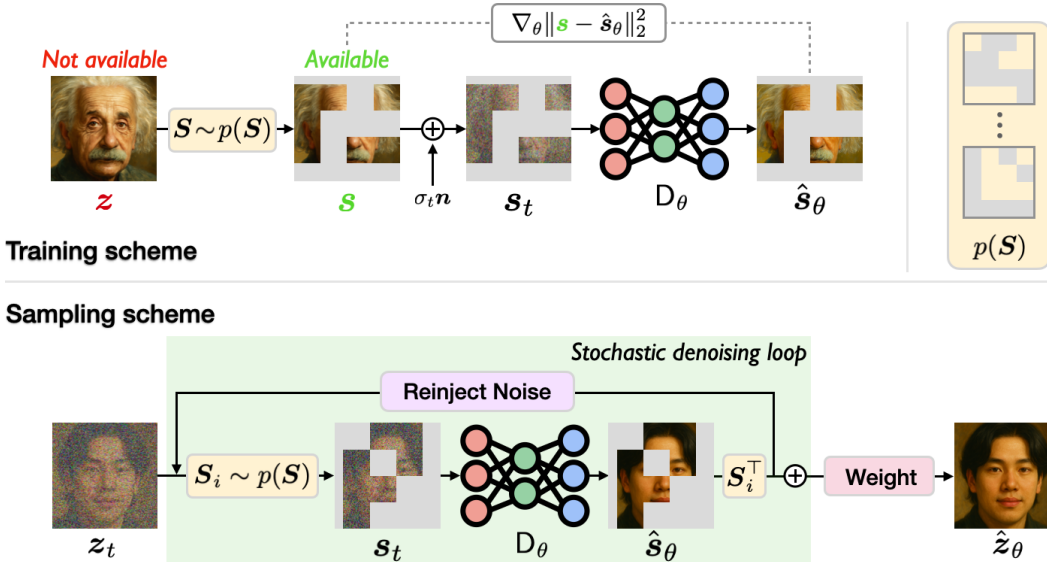 ∇θ‖s − ŝθ‖²₂
Not available
Available
S ∼ p(S)
σₜn
z
s
sₜ
Dθ
ŝθ
p(S)
Training scheme
Sampling scheme
Stochastic denoising loop
Reinject Noise
Sᵢ ∼ p(S)
Sᵢ⊤
Weight
zₜ
sₜ
Dθ
ŝθ
ẑθ